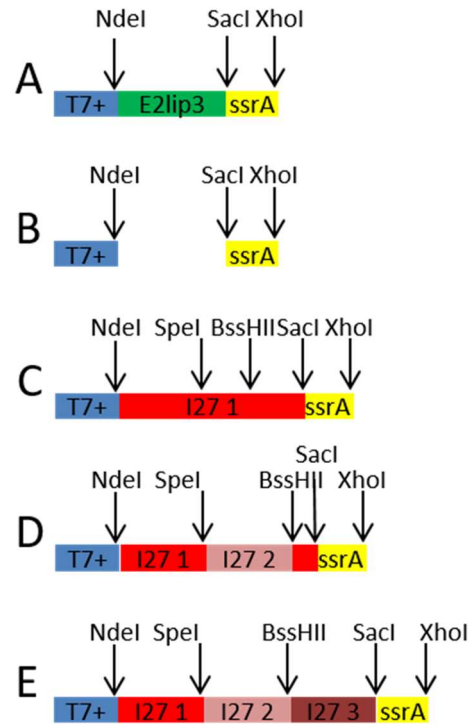 NdeI SacI XhoI
A
T7+ E2lip3 ssrA
NdeI SacI XhoI
B
T7+ ssrA
NdeI SpeI BssHII SacI XhoI
C
T7+ I27 1 ssrA
SacI
NdeI SpeI BssHII XhoI
D
T7+ I27 1 I27 2 ssrA
NdeI SpeI BssHII SacI XhoI
E
T7+ I27 1 I27 2 I27 3 ssrA